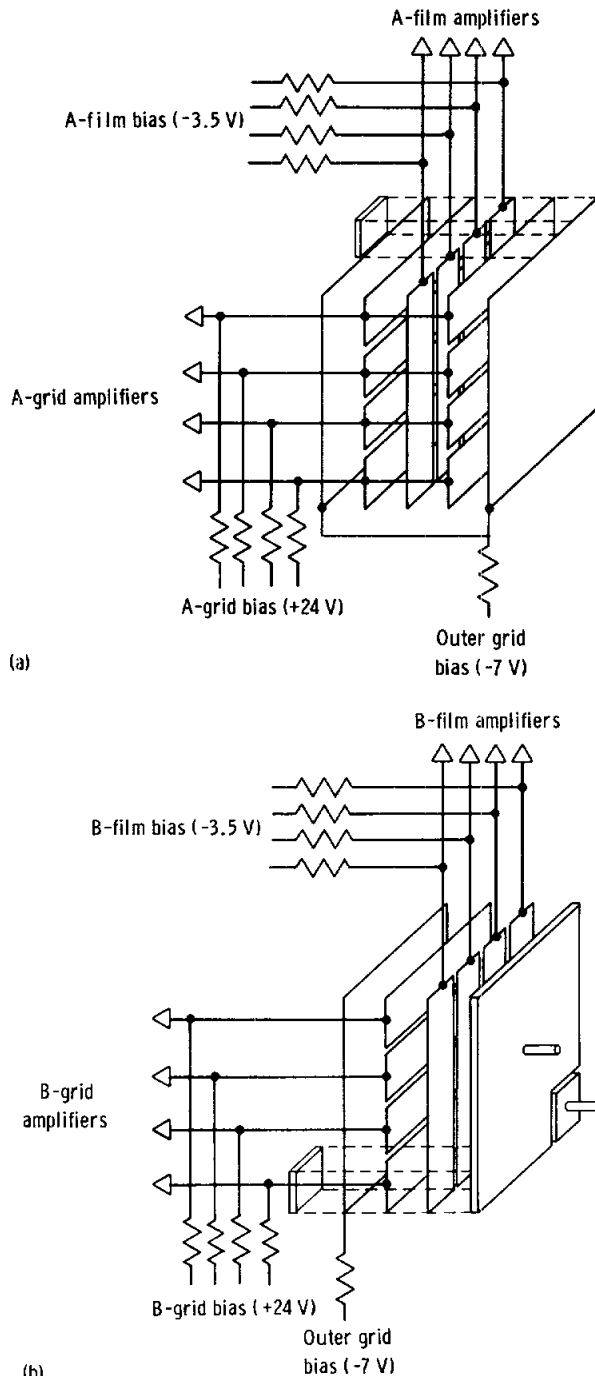 A-film amplifiers
A-film bias (-3.5 V)
A-grid amplifiers
A-grid bias (+24 V)
Outer grid
bias (-7 V)
(a)
B-film amplifiers
B-film bias (-3.5 V)
B-grid
amplifiers
B-grid bias (+24 V)
Outer grid
bias (-7 V)
(b)